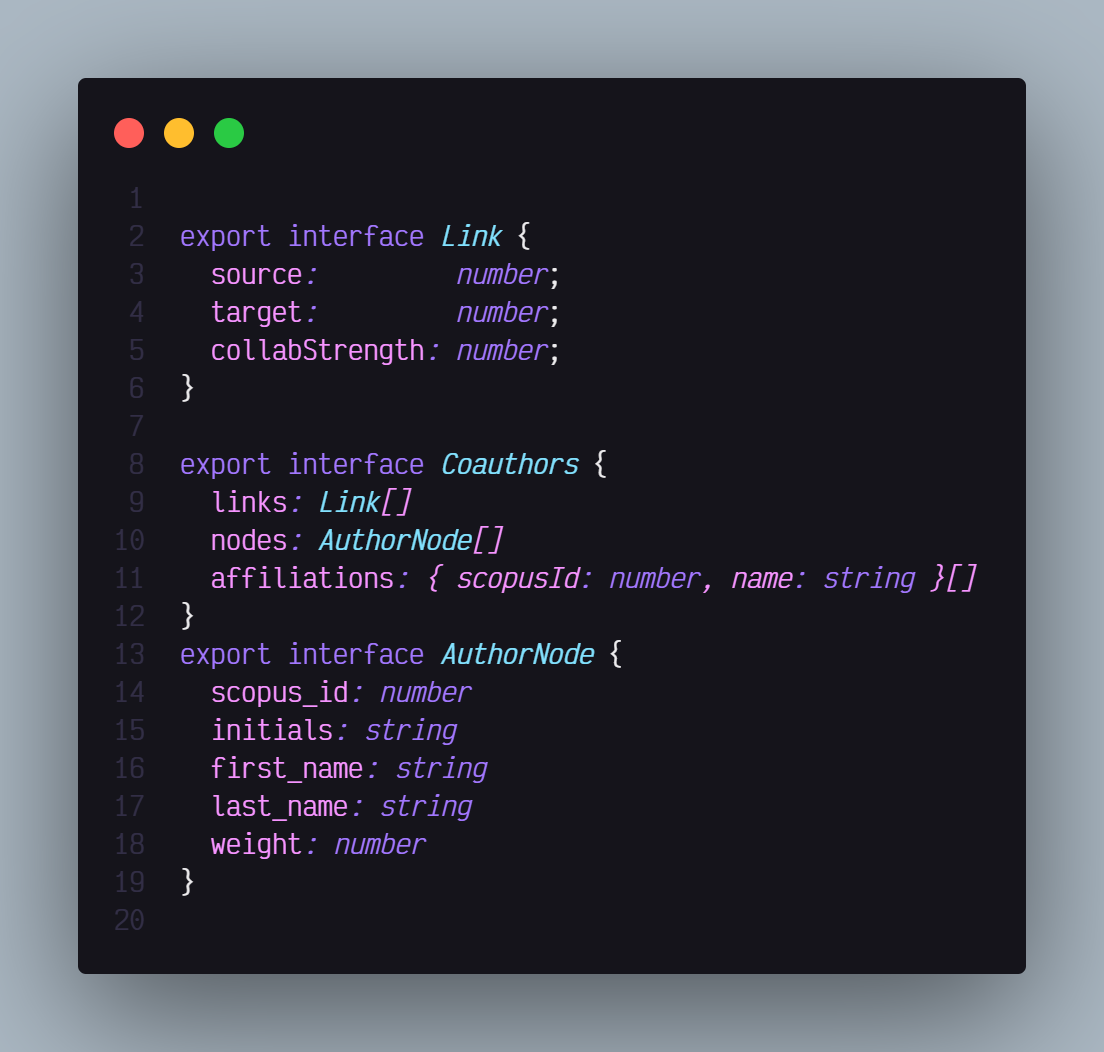 1
2 export interface Link {
3   source:         number;
4   target:         number;
5   collabStrength: number;
6 }
7
8 export interface Coauthors {
9   links: Link[]
10   nodes: AuthorNode[]
11   affiliations: { scopusId: number, name: string }[]
12 }
13 export interface AuthorNode {
14   scopus_id: number
15   initials: string
16   first_name: string
17   last_name: string
18   weight: number
19 }
20